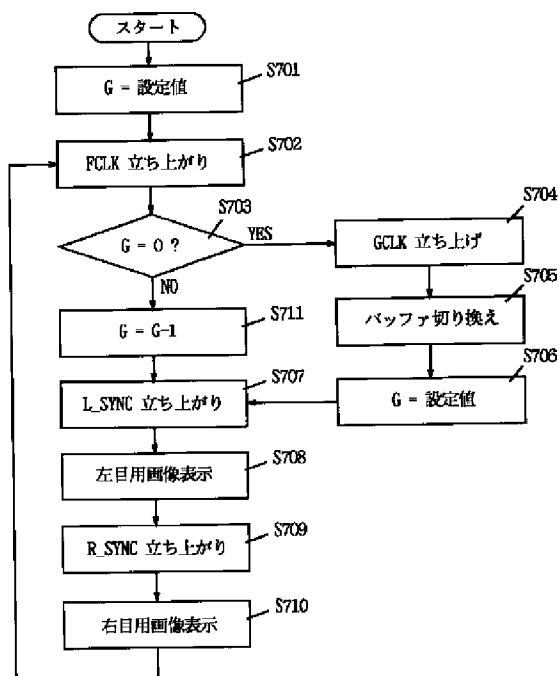 スタート
G = 設定値
S701
FCLK 立ち上がり
S702
G = 0 ?
S703
YES
NO
GCLK 立ち上げ
S704
バッファ切り換え
S705
G = 設定値
S706
G = G-1
S711
L_SYNC 立ち上がり
S707
左目用画像表示
S708
R_SYNC 立ち上がり
S709
右目用画像表示
S710